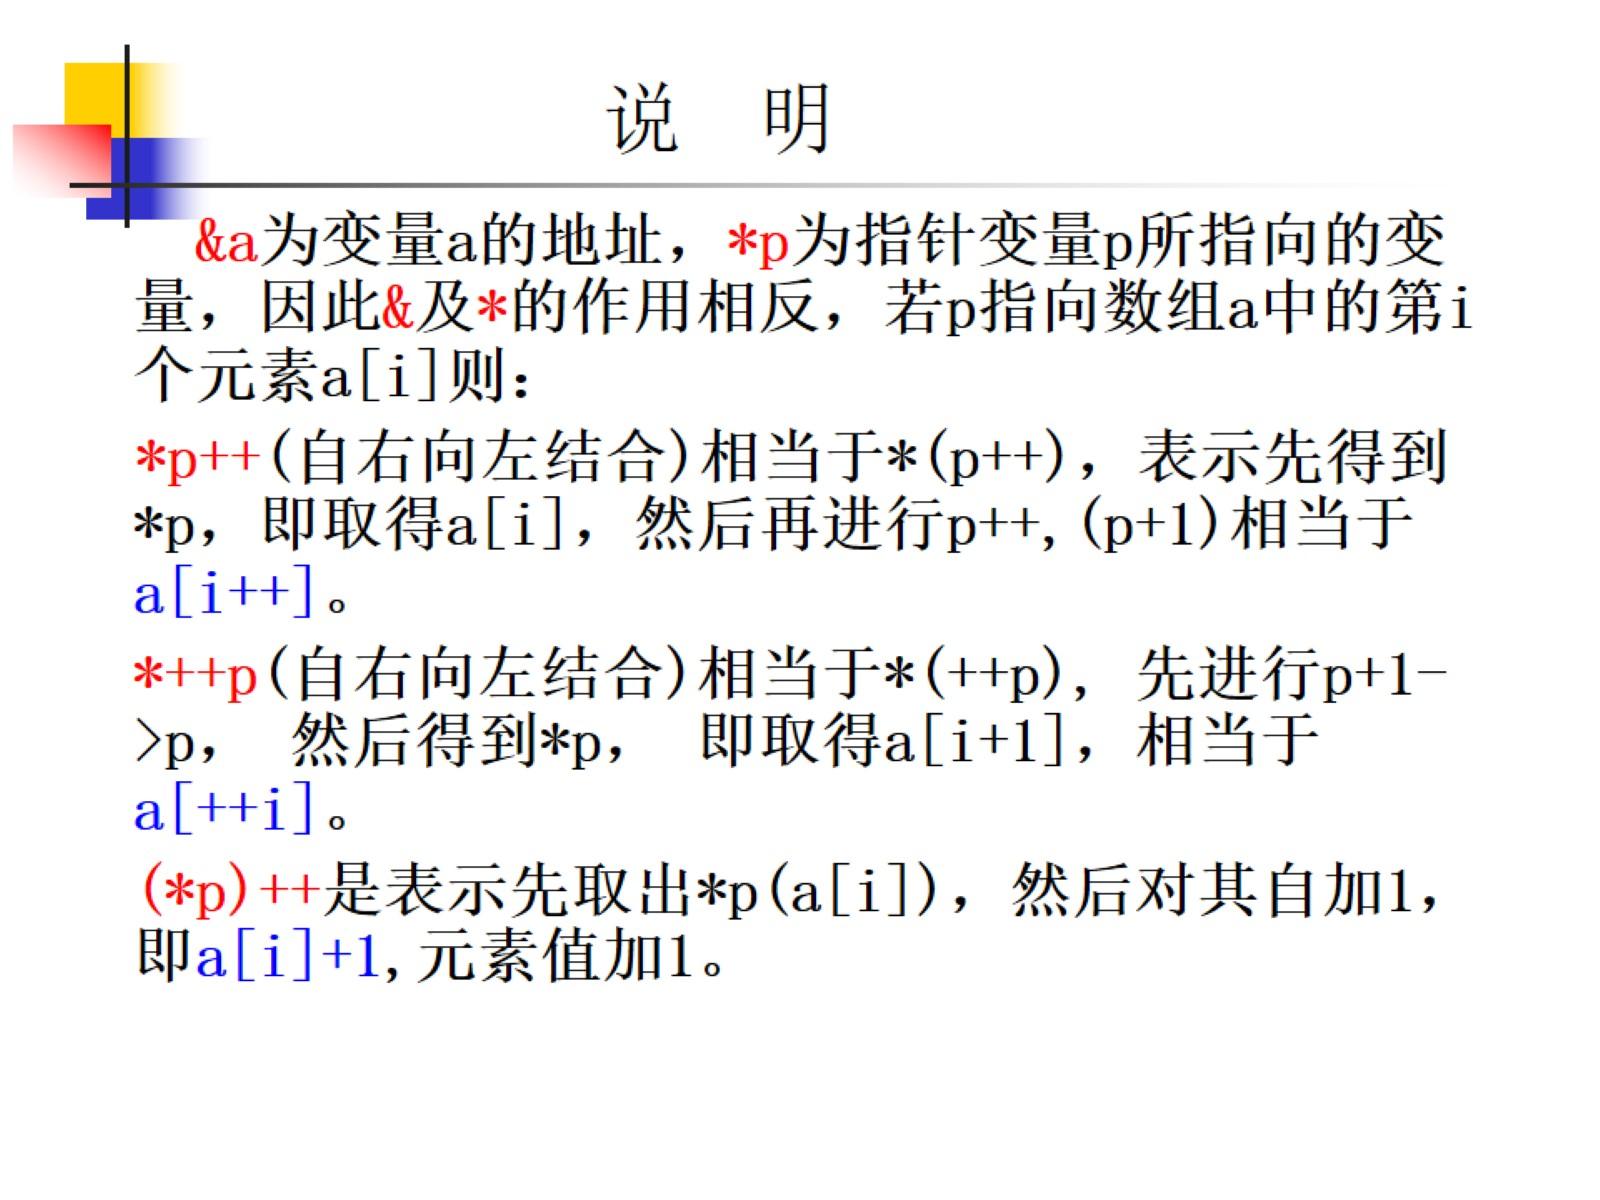 说 明
&a为变量a的地址，*p为指针变量p所指向的变
量，因此&及*的作用相反，若p指向数组a中的第i
个元素a[i]则：
*p++(自右向左结合)相当于*(p++)，表示先得到
*p，即取得a[i]，然后再进行p++,(p+1)相当于
a[i++]。
*++p(自右向左结合)相当于*(++p), 先进行p+1-
>p， 然后得到*p， 即取得a[i+1]，相当于
a[++i]。
(*p)++是表示先取出*p(a[i])，然后对其自加1，
即a[i]+1,元素值加1。